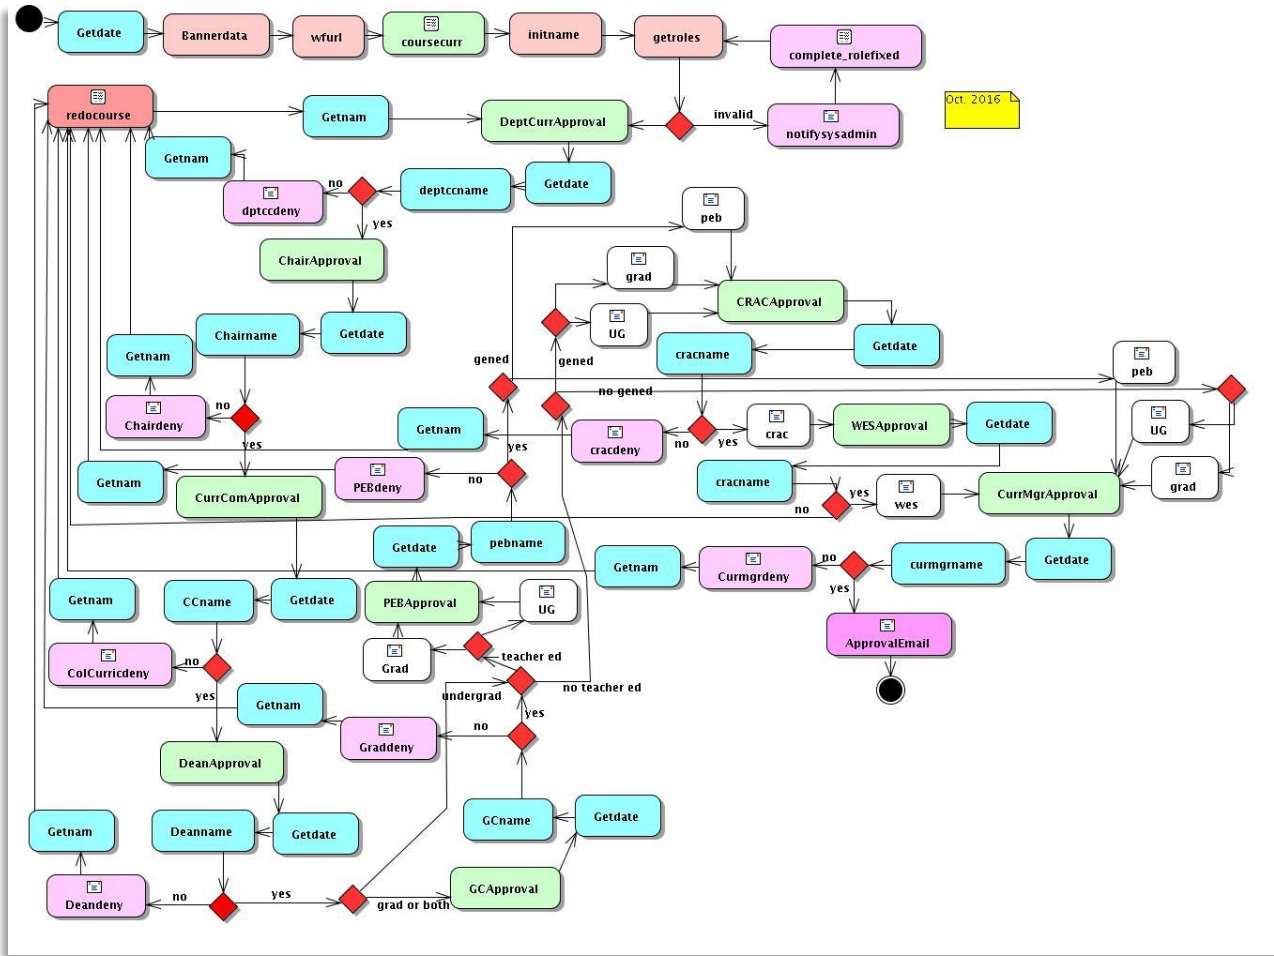 Getdate
Bannerdata
wfurl
coursecurr
initname
getroles
complete_rolefixed
Oct. 2016
redocourse
Getnam
DeptCurrApproval
invalid
notifysysadmin
Getnam
dptccdeny
no
deptccname
Getdate
yes
peb
ChairApproval
grad
CRACApproval
UG
Chairname
Getdate
Getdate
cracname
Getnam
gened
gened
peb
no gened
Chairdeny
no
yes
Getnam
cracdeny
no
yes
crac
WESApproval
Getdate
UG
Getnam
PEBdeny
no
yes
cracname
no
yes
wes
CurrMgrApproval
grad
CurrComApproval
Getdate
pebname
Getnam
Curmgrdeny
no
curmgrname
Getdate
yes
Getnam
CCname
Getdate
PEBApproval
UG
ApprovalEmail
ColCurricdeny
no
Grad
teacher ed
yes
undergrad
no teacher ed
Getnam
yes
Graddeny
no
DeanApproval
Getnam
Deanname
Getdate
GCname
Getdate
Deandeny
no
yes
grad or both
GCApproval